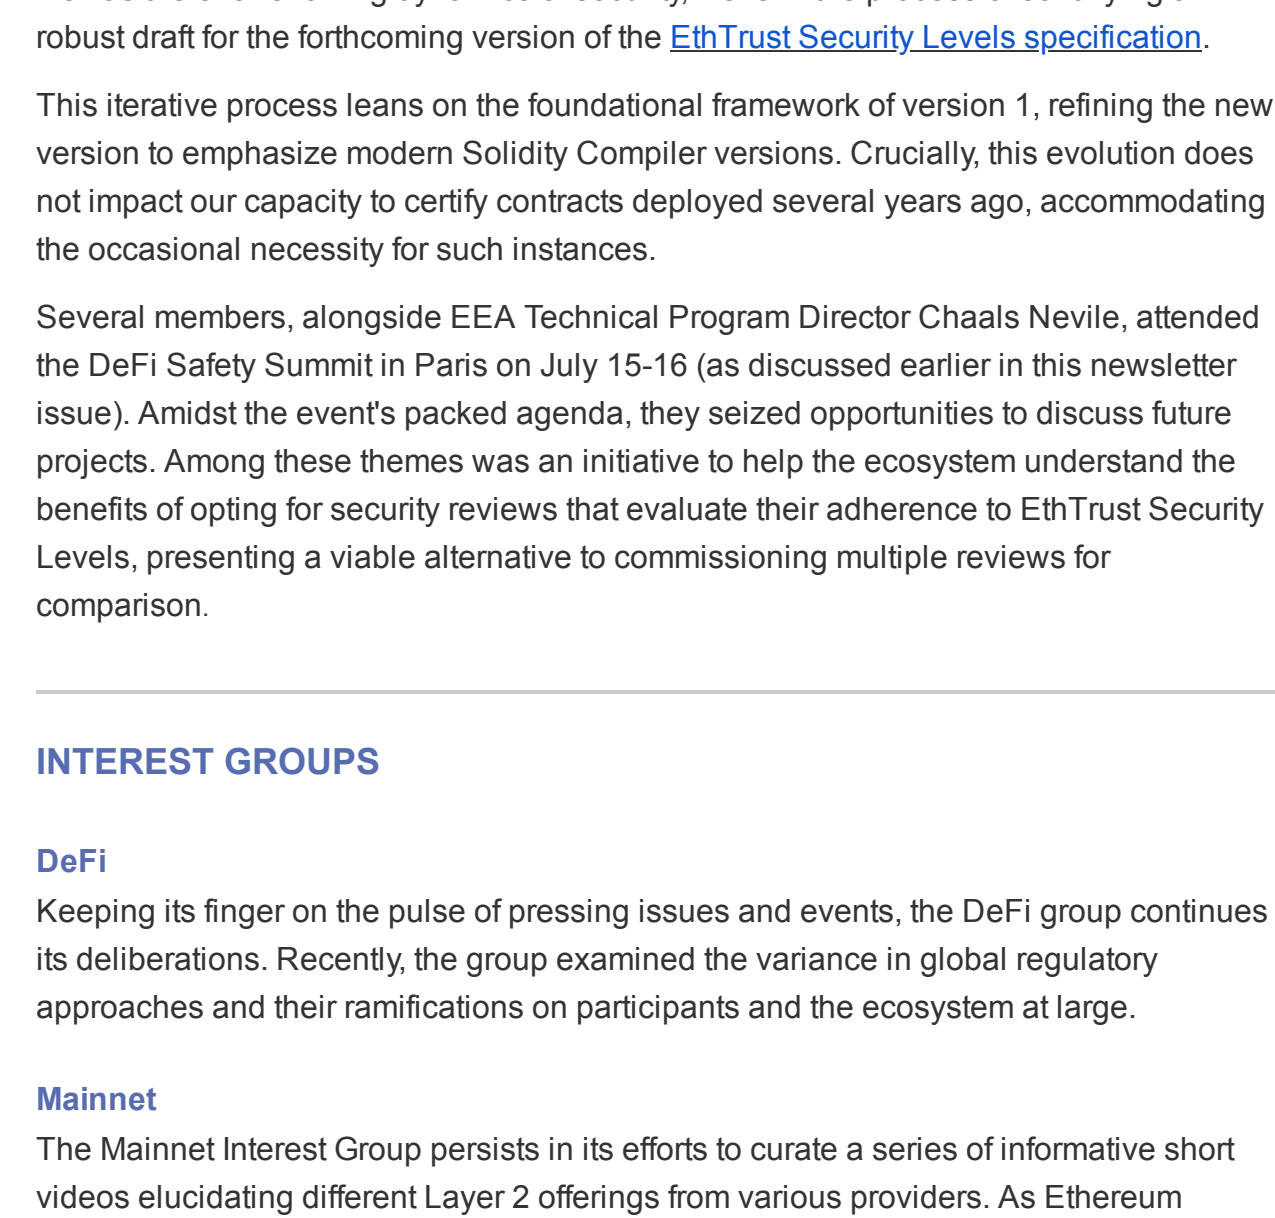 robust draft for the forthcoming version of the EthTrust Security Levels specification.
This iterative process leans on the foundational framework of version 1, refining the new
version to emphasize modern Solidity Compiler versions. Crucially, this evolution does
not impact our capacity to certify contracts deployed several years ago, accommodating
the occasional necessity for such instances.
Several members, alongside EEA Technical Program Director Chaals Nevile, attended
the DeFi Safety Summit in Paris on July 15-16 (as discussed earlier in this newsletter
issue). Amidst the event's packed agenda, they seized opportunities to discuss future
projects. Among these themes was an initiative to help the ecosystem understand the
benefits of opting for security reviews that evaluate their adherence to EthTrust Security
Levels, presenting a viable alternative to commissioning multiple reviews for
comparison.
INTEREST GROUPS
DeFi
Keeping its finger on the pulse of pressing issues and events, the DeFi group continues
its deliberations. Recently, the group examined the variance in global regulatory
approaches and their ramifications on participants and the ecosystem at large.
Mainnet
The Mainnet Interest Group persists in its efforts to curate a series of informative short
videos elucidating different Layer 2 offerings from various providers. As Ethereum